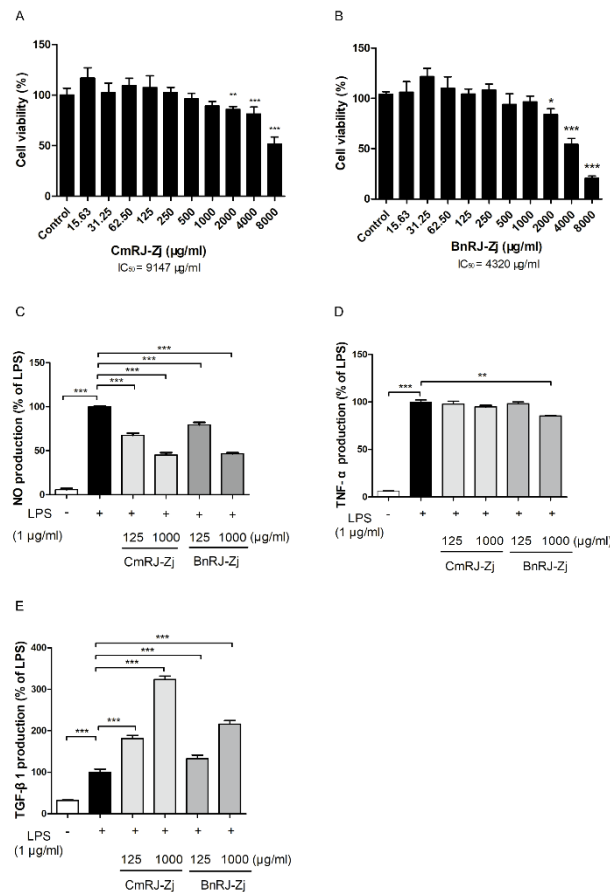 A
Cell viability (%)
150
100
50
0
**
***
***
Control
15.63
31.25
62.50
125
250
500
1000
2000
4000
8000
CmRJ-Zj (µg/ml)
IC₅₀ = 9147 µg/ml
B
Cell viability (%)
150
100
50
0
*
***
***
Control
15.63
31.25
62.50
125
250
500
1000
2000
4000
8000
BnRJ-Zj (µg/ml)
IC₅₀ = 4320 µg/ml
C
NO production (% of LPS)
150
100
50
0
***
***
***
***
***
LPS - + + + + +
(1 µg/ml)
125 1000 125 1000 (µg/ml)
CmRJ-Zj BnRJ-Zj
D
TNF- α production (% of LPS)
150
100
50
0
***
**
LPS - + + + + +
(1 µg/ml)
125 1000 125 1000 (µg/ml)
CmRJ-Zj BnRJ-Zj
E
TGF-β 1 production (% of LPS)
400
300
200
100
0
***
***
***
***
***
LPS - + + + + +
(1 µg/ml)
125 1000 125 1000 (µg/ml)
CmRJ-Zj BnRJ-Zj